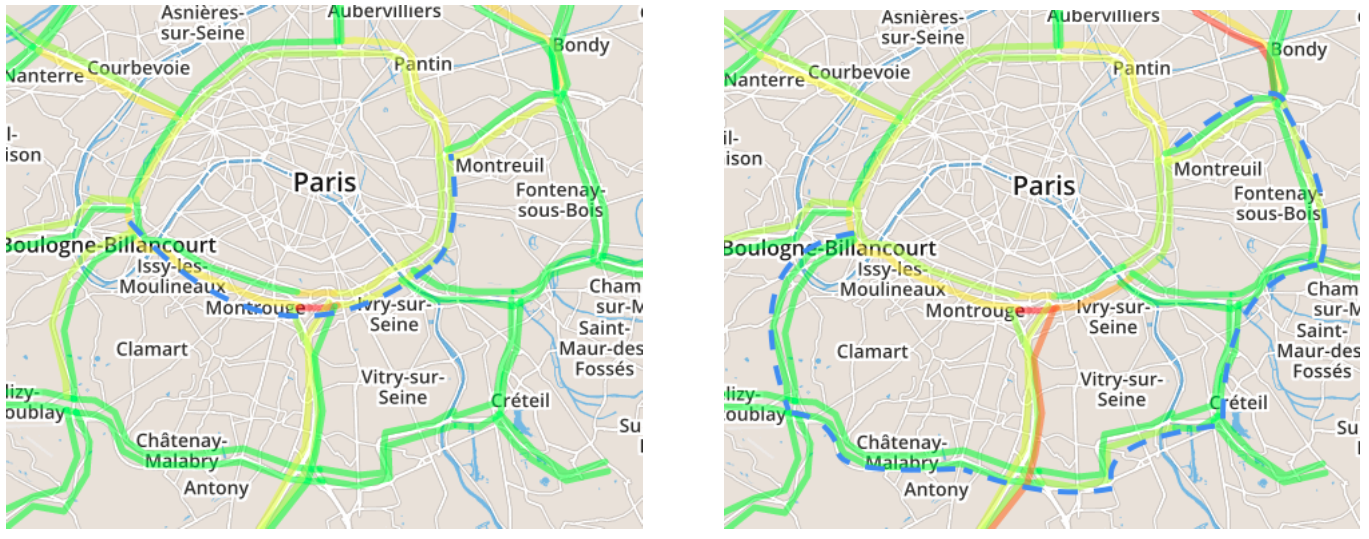 Asnières-
sur-Seine
Aubervilliers
Bondy
Nanterre
Courbevoie
Pantin
il-
ison
Montreuil
Paris
Fontenay-
sous-Bois
Boulogne-Billancourt
Issy-les-
Moulineaux
Cham
sur-M
Montrouge
Ivry-sur-
Seine
Saint-
Maur-des
Fossés
Clamart
Vitry-sur-
Seine
lizy-
oublay
Créteil
Su
Châtenay-
Malabry
Antony
Asnières-
sur-Seine
Aubervilliers
Bondy
Nanterre
Courbevoie
Pantin
il-
ison
Montreuil
Paris
Fontenay-
sous-Bois
Boulogne-Billancourt
Issy-les-
Moulineaux
Cham
sur-M
Montrouge
Ivry-sur-
Seine
Saint-
Maur-des
Fossés
Clamart
Vitry-sur-
Seine
lizy-
oublay
Créteil
Su
Châtenay-
Malabry
Antony